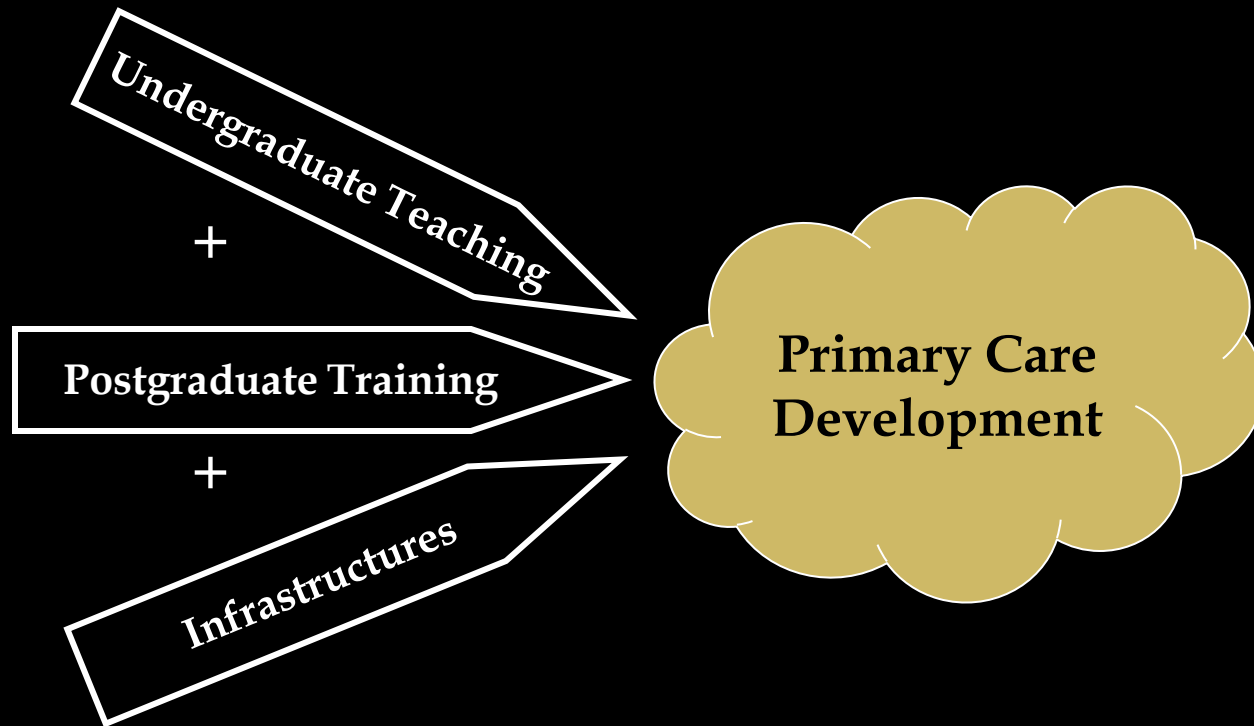 Undergraduate Teaching
+
Postgraduate Training
+
Infrastructures
Primary Care
Development